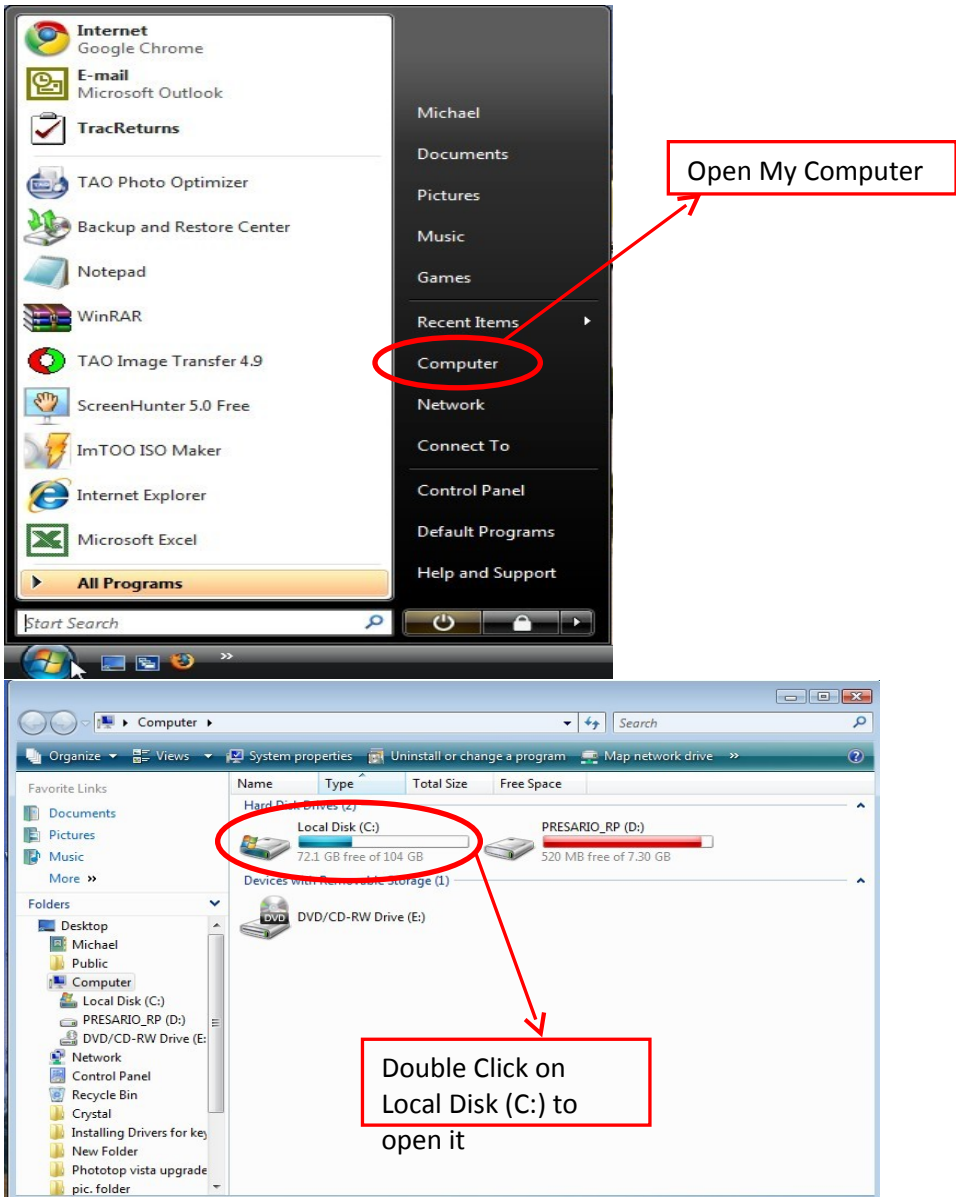 Internet
Google Chrome
E-mail
Microsoft Outlook
TracReturns
TAO Photo Optimizer
Backup and Restore Center
Notepad
WinRAR
TAO Image Transfer 4.9
ScreenHunter 5.0 Free
ImTOO ISO Maker
Internet Explorer
Microsoft Excel
All Programs
Start Search
Michael
Documents
Pictures
Music
Games
Recent Items
Computer
Network
Connect To
Control Panel
Default Programs
Help and Support
Open My Computer
Computer
Search
Organize Views System properties Uninstall or change a program Map network drive »
Favorite Links
Documents
Pictures
Music
More »
Folders
Desktop
Michael
Public
Computer
Local Disk (C:)
PRESARIO_RP (D:)
DVD/CD-RW Drive (E:
Network
Control Panel
Recycle Bin
Crystal
Installing Drivers for key
New Folder
Phototop vista upgrade
pic. folder
Name Type Total Size Free Space
Hard Disk Drives (2)
Local Disk (C:)
72.1 GB free of 104 GB
PRESARIO_RP (D:)
520 MB free of 7.30 GB
Devices with Removable Storage (1)
DVD
DVD/CD-RW Drive (E:)
Double Click on
Local Disk (C:) to
open it